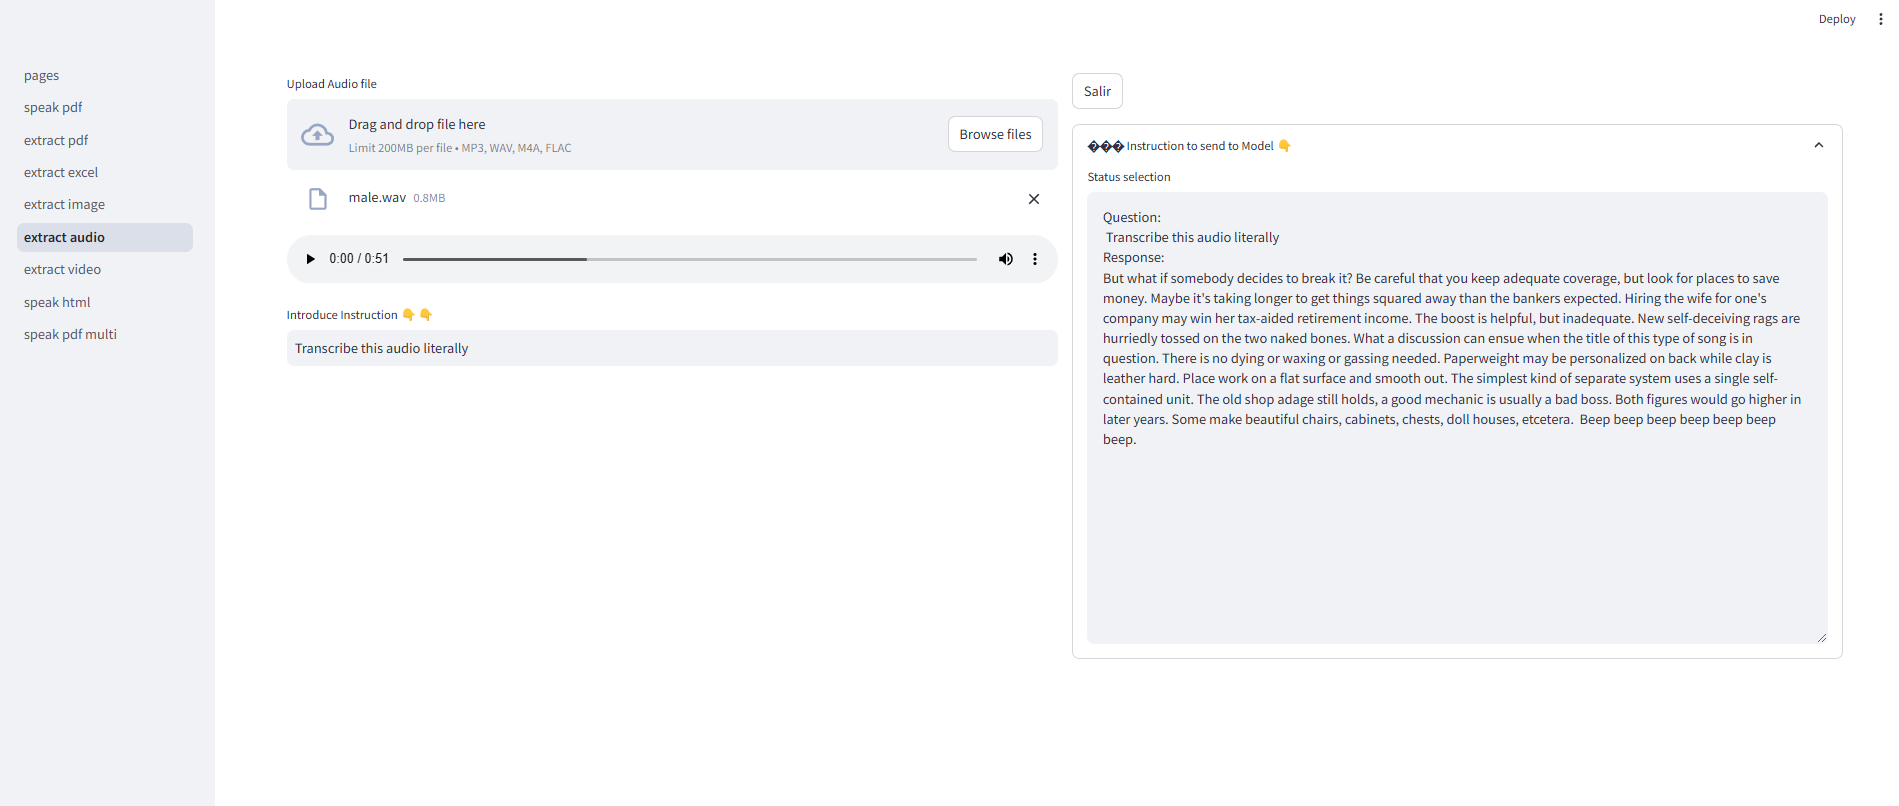 Deploy
pages
speak pdf
extract pdf
extract excel
extract image
extract audio
extract video
speak html
speak pdf multi
Upload Audio file
Drag and drop file here
Limit 200MB per file • MP3, WAV, M4A, FLAC
Browse files
male.wav 0.8MB
0:00 / 0:51
Introduce Instruction 👇 👇
Transcribe this audio literally
Salir
��� Instruction to send to Model 👇
Status selection
Question:
Transcribe this audio literally
Response:
But what if somebody decides to break it? Be careful that you keep adequate coverage, but look for places to save
money. Maybe it's taking longer to get things squared away than the bankers expected. Hiring the wife for one's
company may win her tax-aided retirement income. The boost is helpful, but inadequate. New self-deceiving rags are
hurriedly tossed on the two naked bones. What a discussion can ensue when the title of this type of song is in
question. There is no dying or waxing or gassing needed. Paperweight may be personalized on back while clay is
leather hard. Place work on a flat surface and smooth out. The simplest kind of separate system uses a single self-
contained unit. The old shop adage still holds, a good mechanic is usually a bad boss. Both figures would go higher in
later years. Some make beautiful chairs, cabinets, chests, doll houses, etcetera. Beep beep beep beep beep beep
beep.